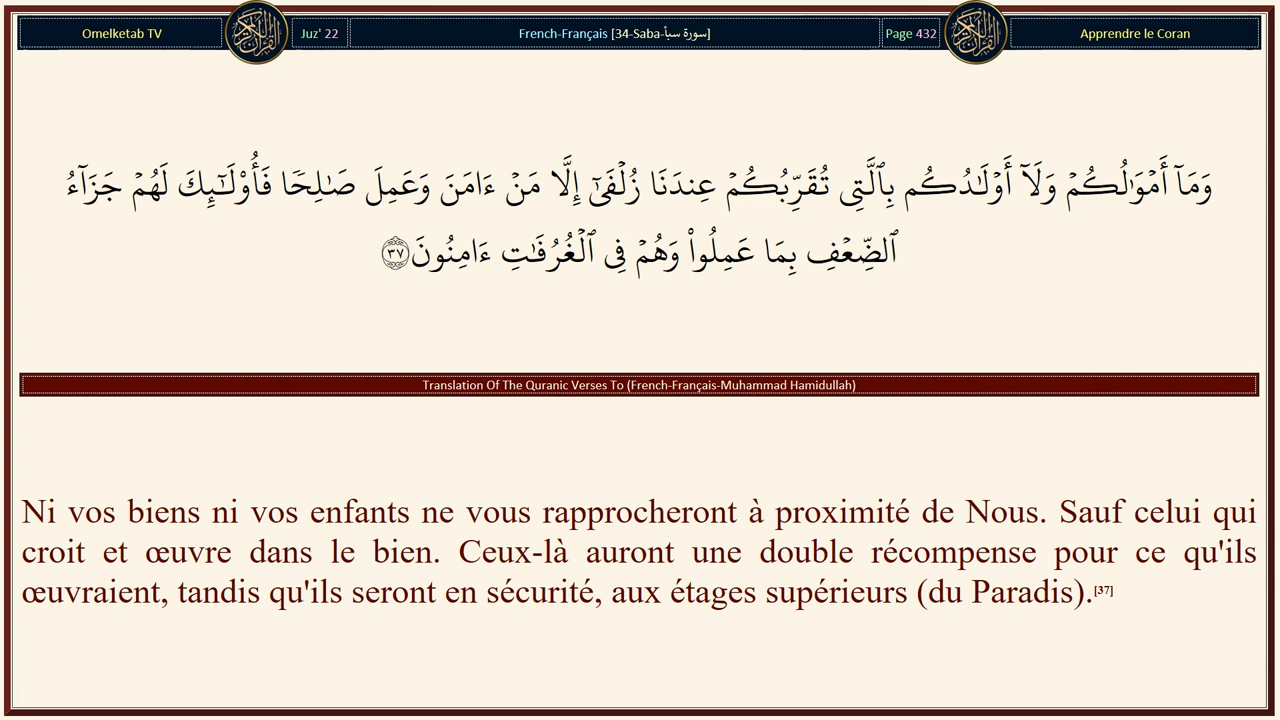 Omelketab TV
Juz' 22
French-Français [34-Saba-سورة سبأ]
Page 432
Apprendre le Coran
وَمَآ أَمْوَٰلُكُمْ وَلَآ أَوْلَـٰدُكُم بِٱلَّتِى تُقَرِّبُكُمْ عِندَنَا زُلْفَىٰٓ إِلَّا مَنْ ءَامَنَ وَعَمِلَ صَـٰلِحًا فَأُو۟لَـٰٓئِكَ لَهُمْ جَزَآءُ
ٱلضِّعْفِ بِمَا عَمِلُوا۟ وَهُمْ فِى ٱلْغُرُفَـٰتِ ءَامِنُونَ ٣٧
Translation Of The Quranic Verses To (French-Français-Muhammad Hamidullah)
Ni vos biens ni vos enfants ne vous rapprocheront à proximité de Nous. Sauf celui qui
croit et œuvre dans le bien. Ceux-là auront une double récompense pour ce qu'ils
œuvraient, tandis qu'ils seront en sécurité, aux étages supérieurs (du Paradis).[37]